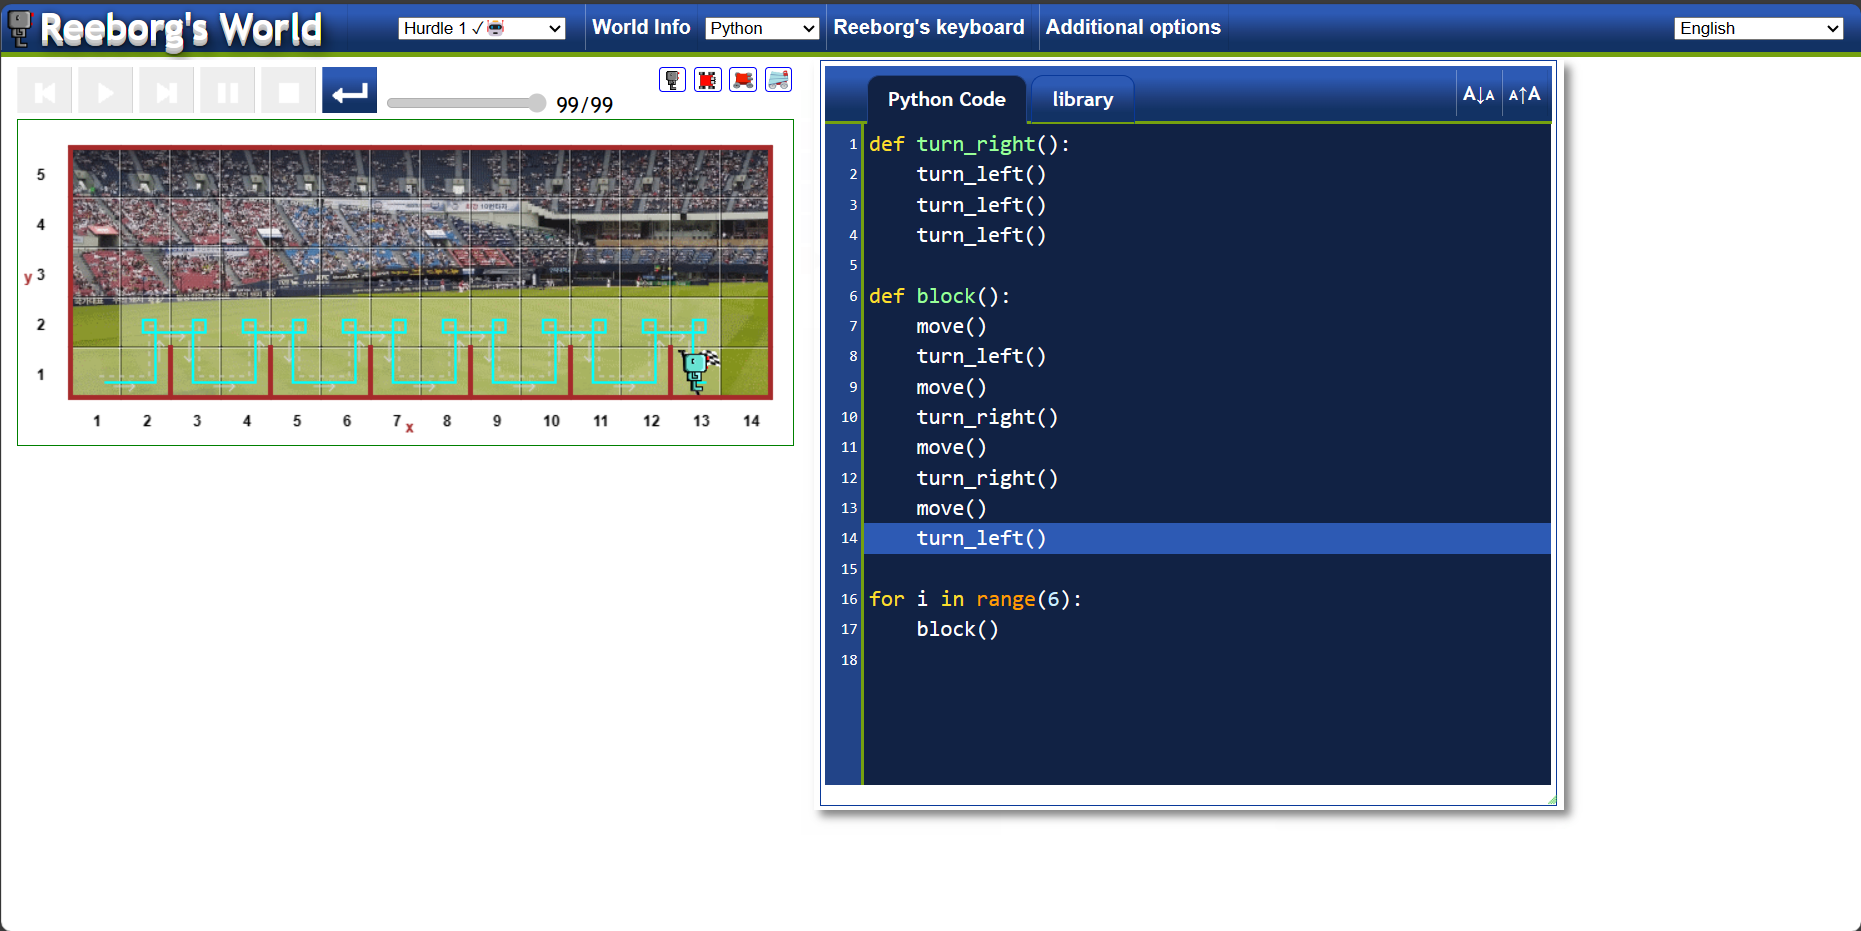 Reeborg's World
Hurdle 1 ✓ 🤖
World Info
Python
Reeborg's keyboard
Additional options
English
99/99
Python Code
library
A↓A
A↑A
5
4
y 3
2
1
1 2 3 4 5 6 7 x 8 9 10 11 12 13 14
1 def turn_right():
2     turn_left()
3     turn_left()
4     turn_left()
5
6 def block():
7     move()
8     turn_left()
9     move()
10     turn_right()
11     move()
12     turn_right()
13     move()
14     turn_left()
15
16 for i in range(6):
17     block()
18